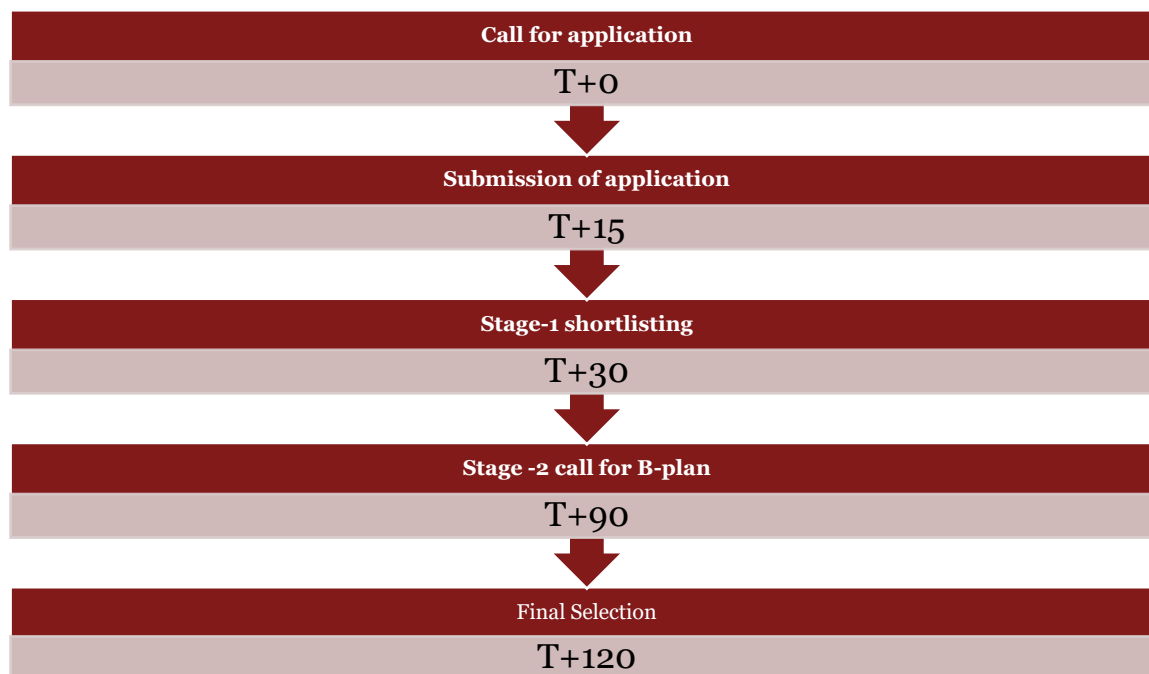 Call for application
T+0
Submission of application
T+15
Stage-1 shortlisting
T+30
Stage -2 call for B-plan
T+90
Final Selection
T+120